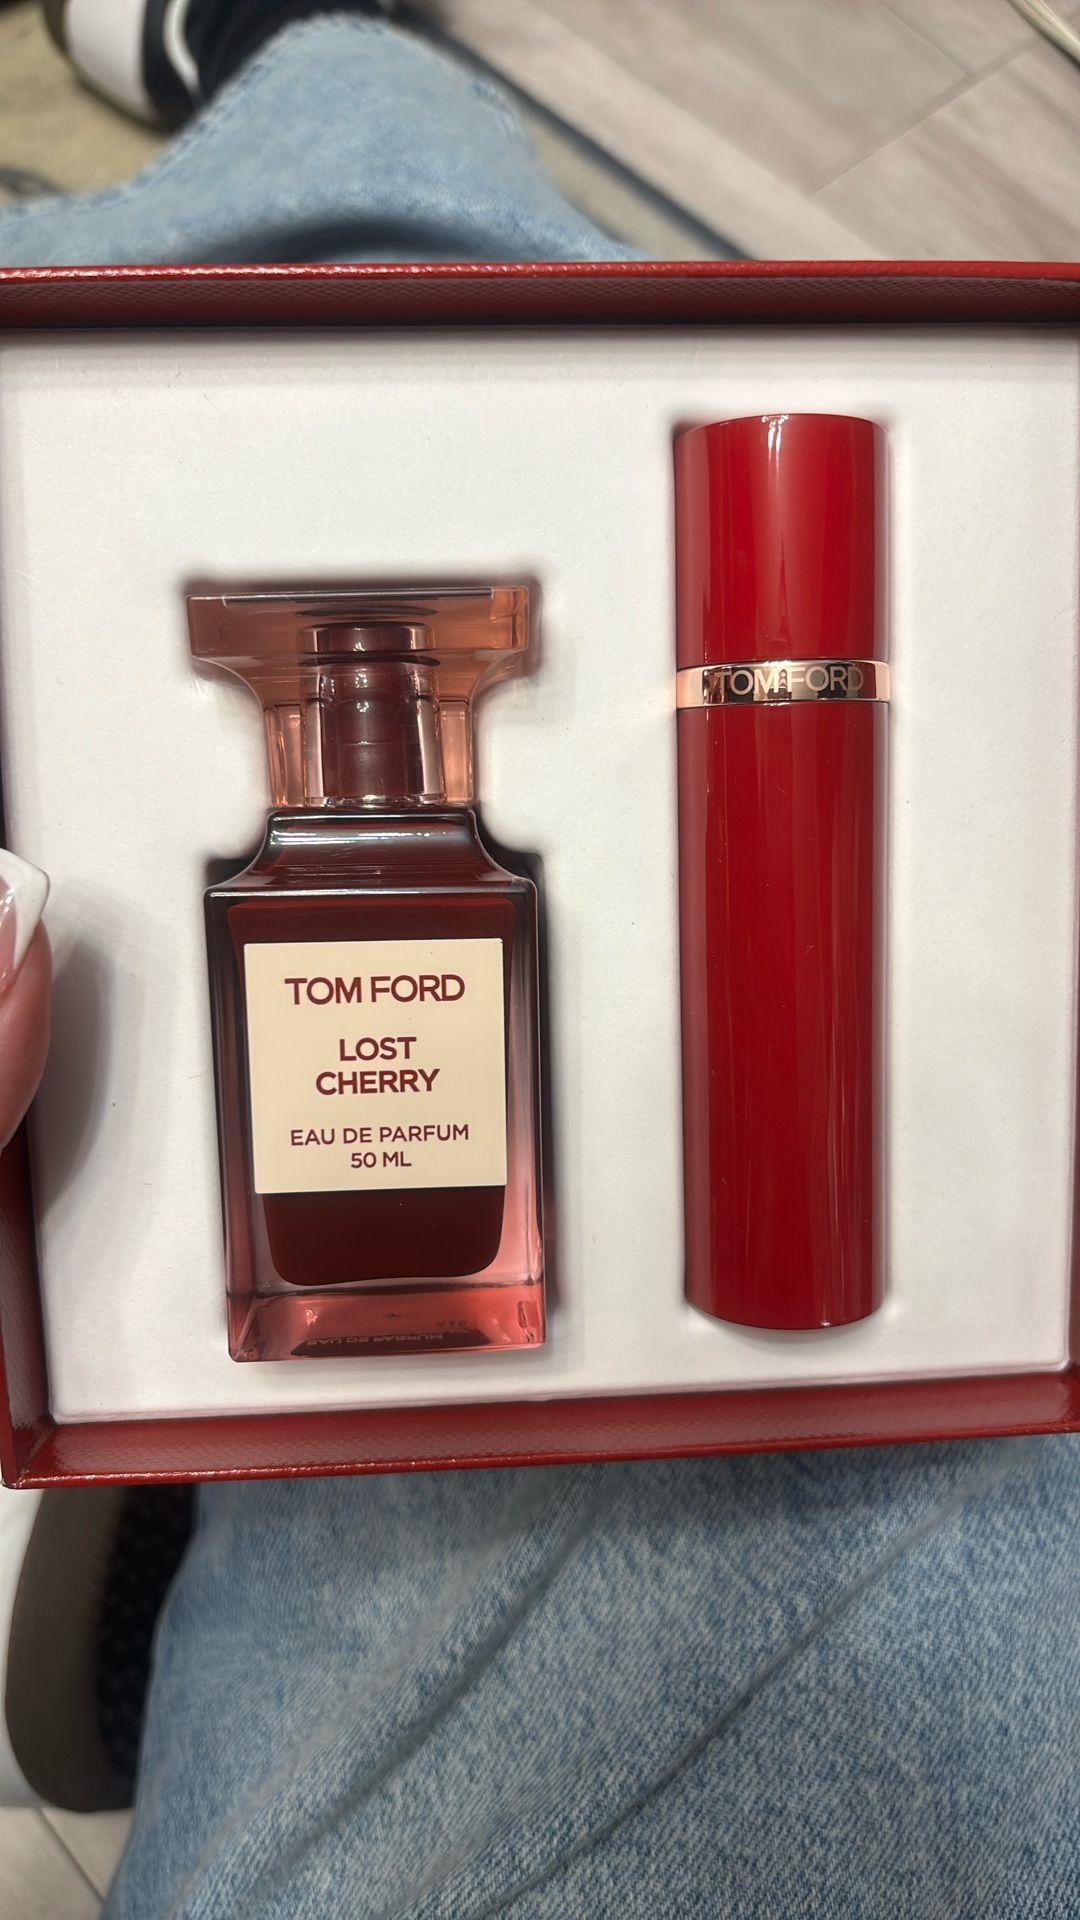 TOM FORD
TOM FORD
LOST
CHERRY
EAU DE PARFUM
50 ML